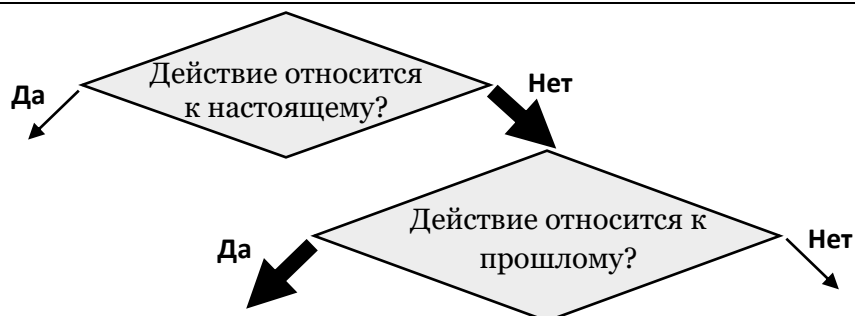 Действие относится
к настоящему?
Да
Нет
Действие относится к
прошлому?
Да
Нет